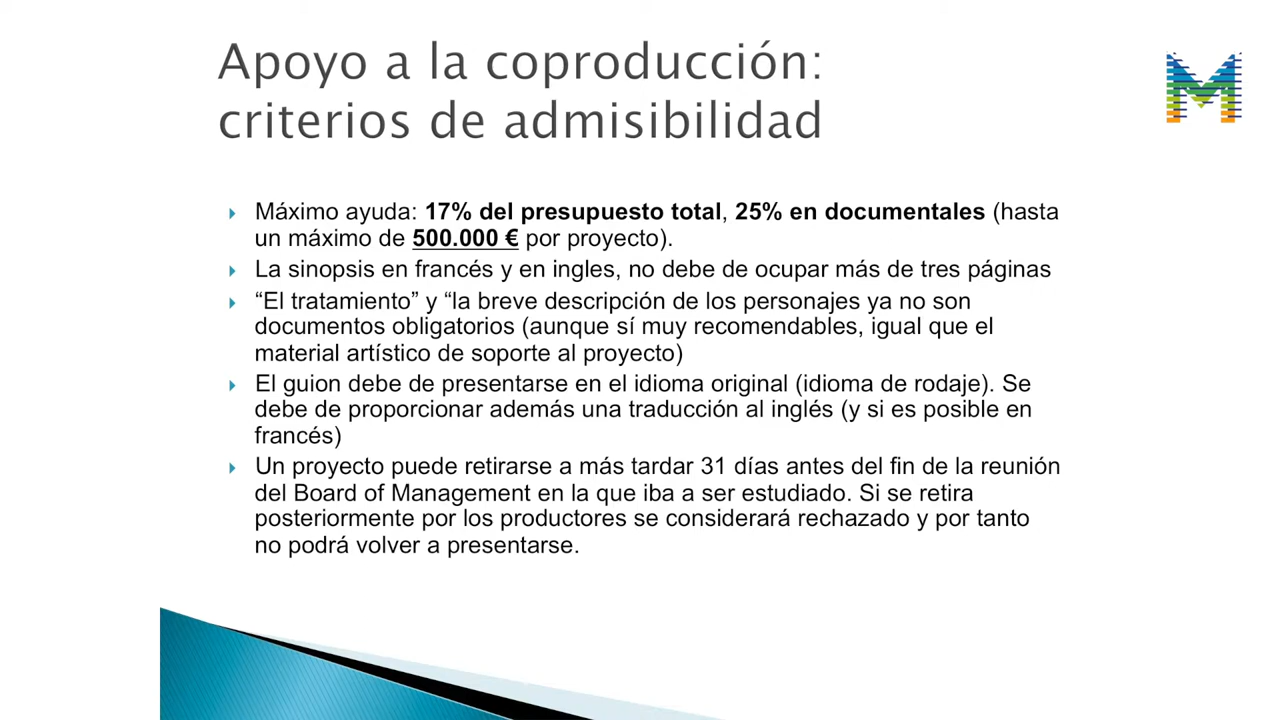 Apoyo a la coproducción:
criterios de admisibilidad
Máximo ayuda: 17% del presupuesto total, 25% en documentales (hasta
un máximo de 500.000 € por proyecto).
La sinopsis en francés y en ingles, no debe de ocupar más de tres páginas
“El tratamiento” y “la breve descripción de los personajes ya no son
documentos obligatorios (aunque sí muy recomendables, igual que el
material artístico de soporte al proyecto)
El guion debe de presentarse en el idioma original (idioma de rodaje). Se
debe de proporcionar además una traducción al inglés (y si es posible en
francés)
Un proyecto puede retirarse a más tardar 31 días antes del fin de la reunión
del Board of Management en la que iba a ser estudiado. Si se retira
posteriormente por los productores se considerará rechazado y por tanto
no podrá volver a presentarse.